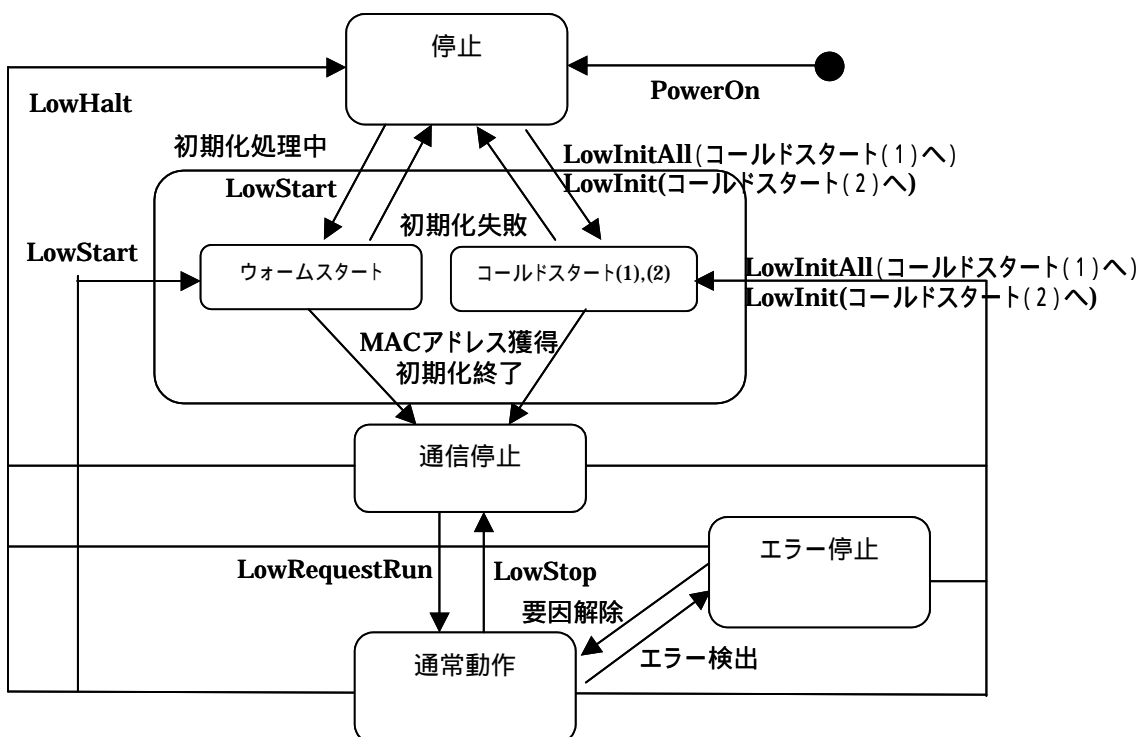 停止
PowerOn
LowHalt
初期化処理中
LowInitAll(コールドスタート(1)へ)
LowInit(コールドスタート(2)へ)
LowStart
初期化失敗
LowStart
ウォームスタート
コールドスタート(1),(2)
LowInitAll(コールドスタート(1)へ)
LowInit(コールドスタート(2)へ)
MACアドレス獲得
初期化終了
通信停止
エラー停止
LowRequestRun
LowStop
要因解除
エラー検出
通常動作